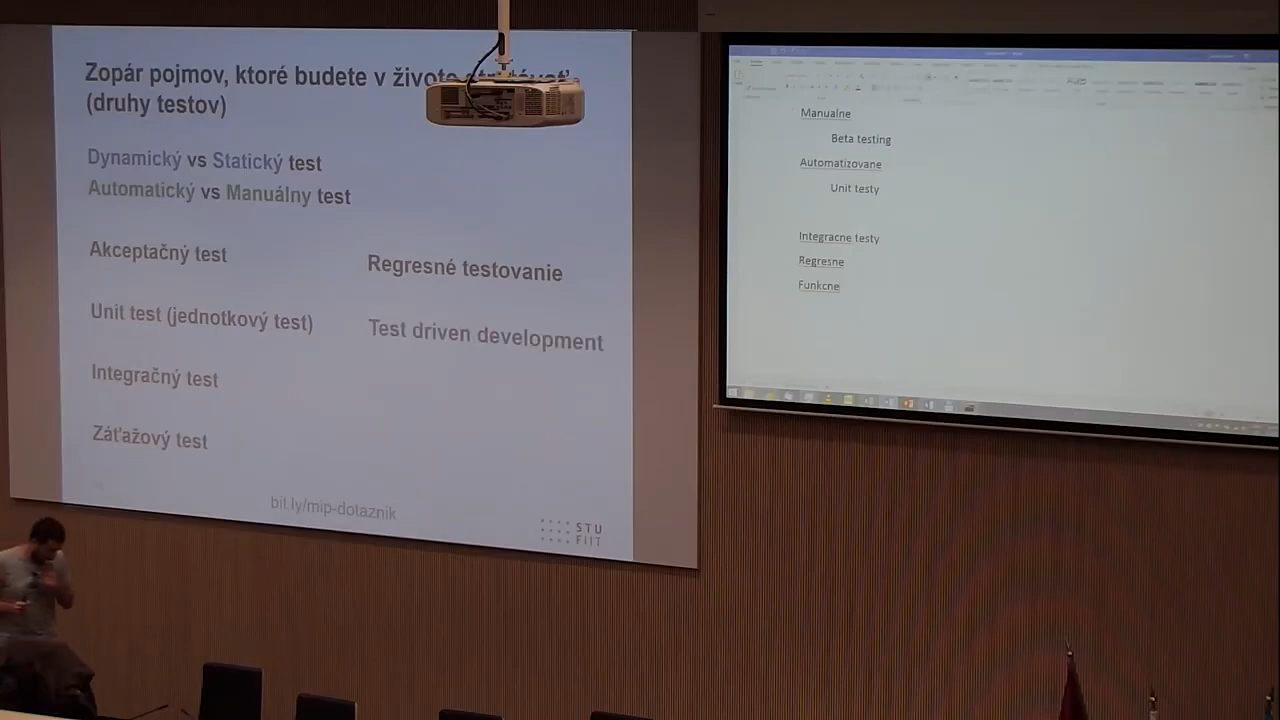 Zopár pojmov, ktoré budete v živote
(druhy testov)
Dynamický vs Statický test
Automatický vs Manuálny test
Akceptačný test
Unit test (jednotkový test)
Integračný test
Záťažový test
Regresné testovanie
Test driven development
bit.ly/mip-dotaznik
STU
FIIT
Manualne
Beta testing
Automatizovane
Unit testy
Integracne testy
Regresne
Funkcne